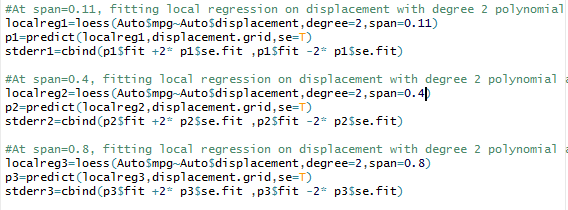 #At span=0.11, fitting local regression on displacement with degree 2 polynomial
localreg1=loess(Auto$mpg~Auto$displacement,degree=2,span=0.11)
p1=predict(localreg1,displacement.grid,se=T)
stderr1=cbind(p1$fit +2* p1$se.fit ,p1$fit -2* p1$se.fit)
#At span=0.4, fitting local regression on displacement with degree 2 polynomial a
localreg2=loess(Auto$mpg~Auto$displacement,degree=2,span=0.4)
p2=predict(localreg2,displacement.grid,se=T)
stderr2=cbind(p2$fit +2* p2$se.fit ,p2$fit -2* p2$se.fit)
#At span=0.8, fitting local regression on displacement with degree 2 polynomial a
localreg3=loess(Auto$mpg~Auto$displacement,degree=2,span=0.8)
p3=predict(localreg3,displacement.grid,se=T)
stderr3=cbind(p3$fit +2* p3$se.fit ,p3$fit -2* p3$se.fit)